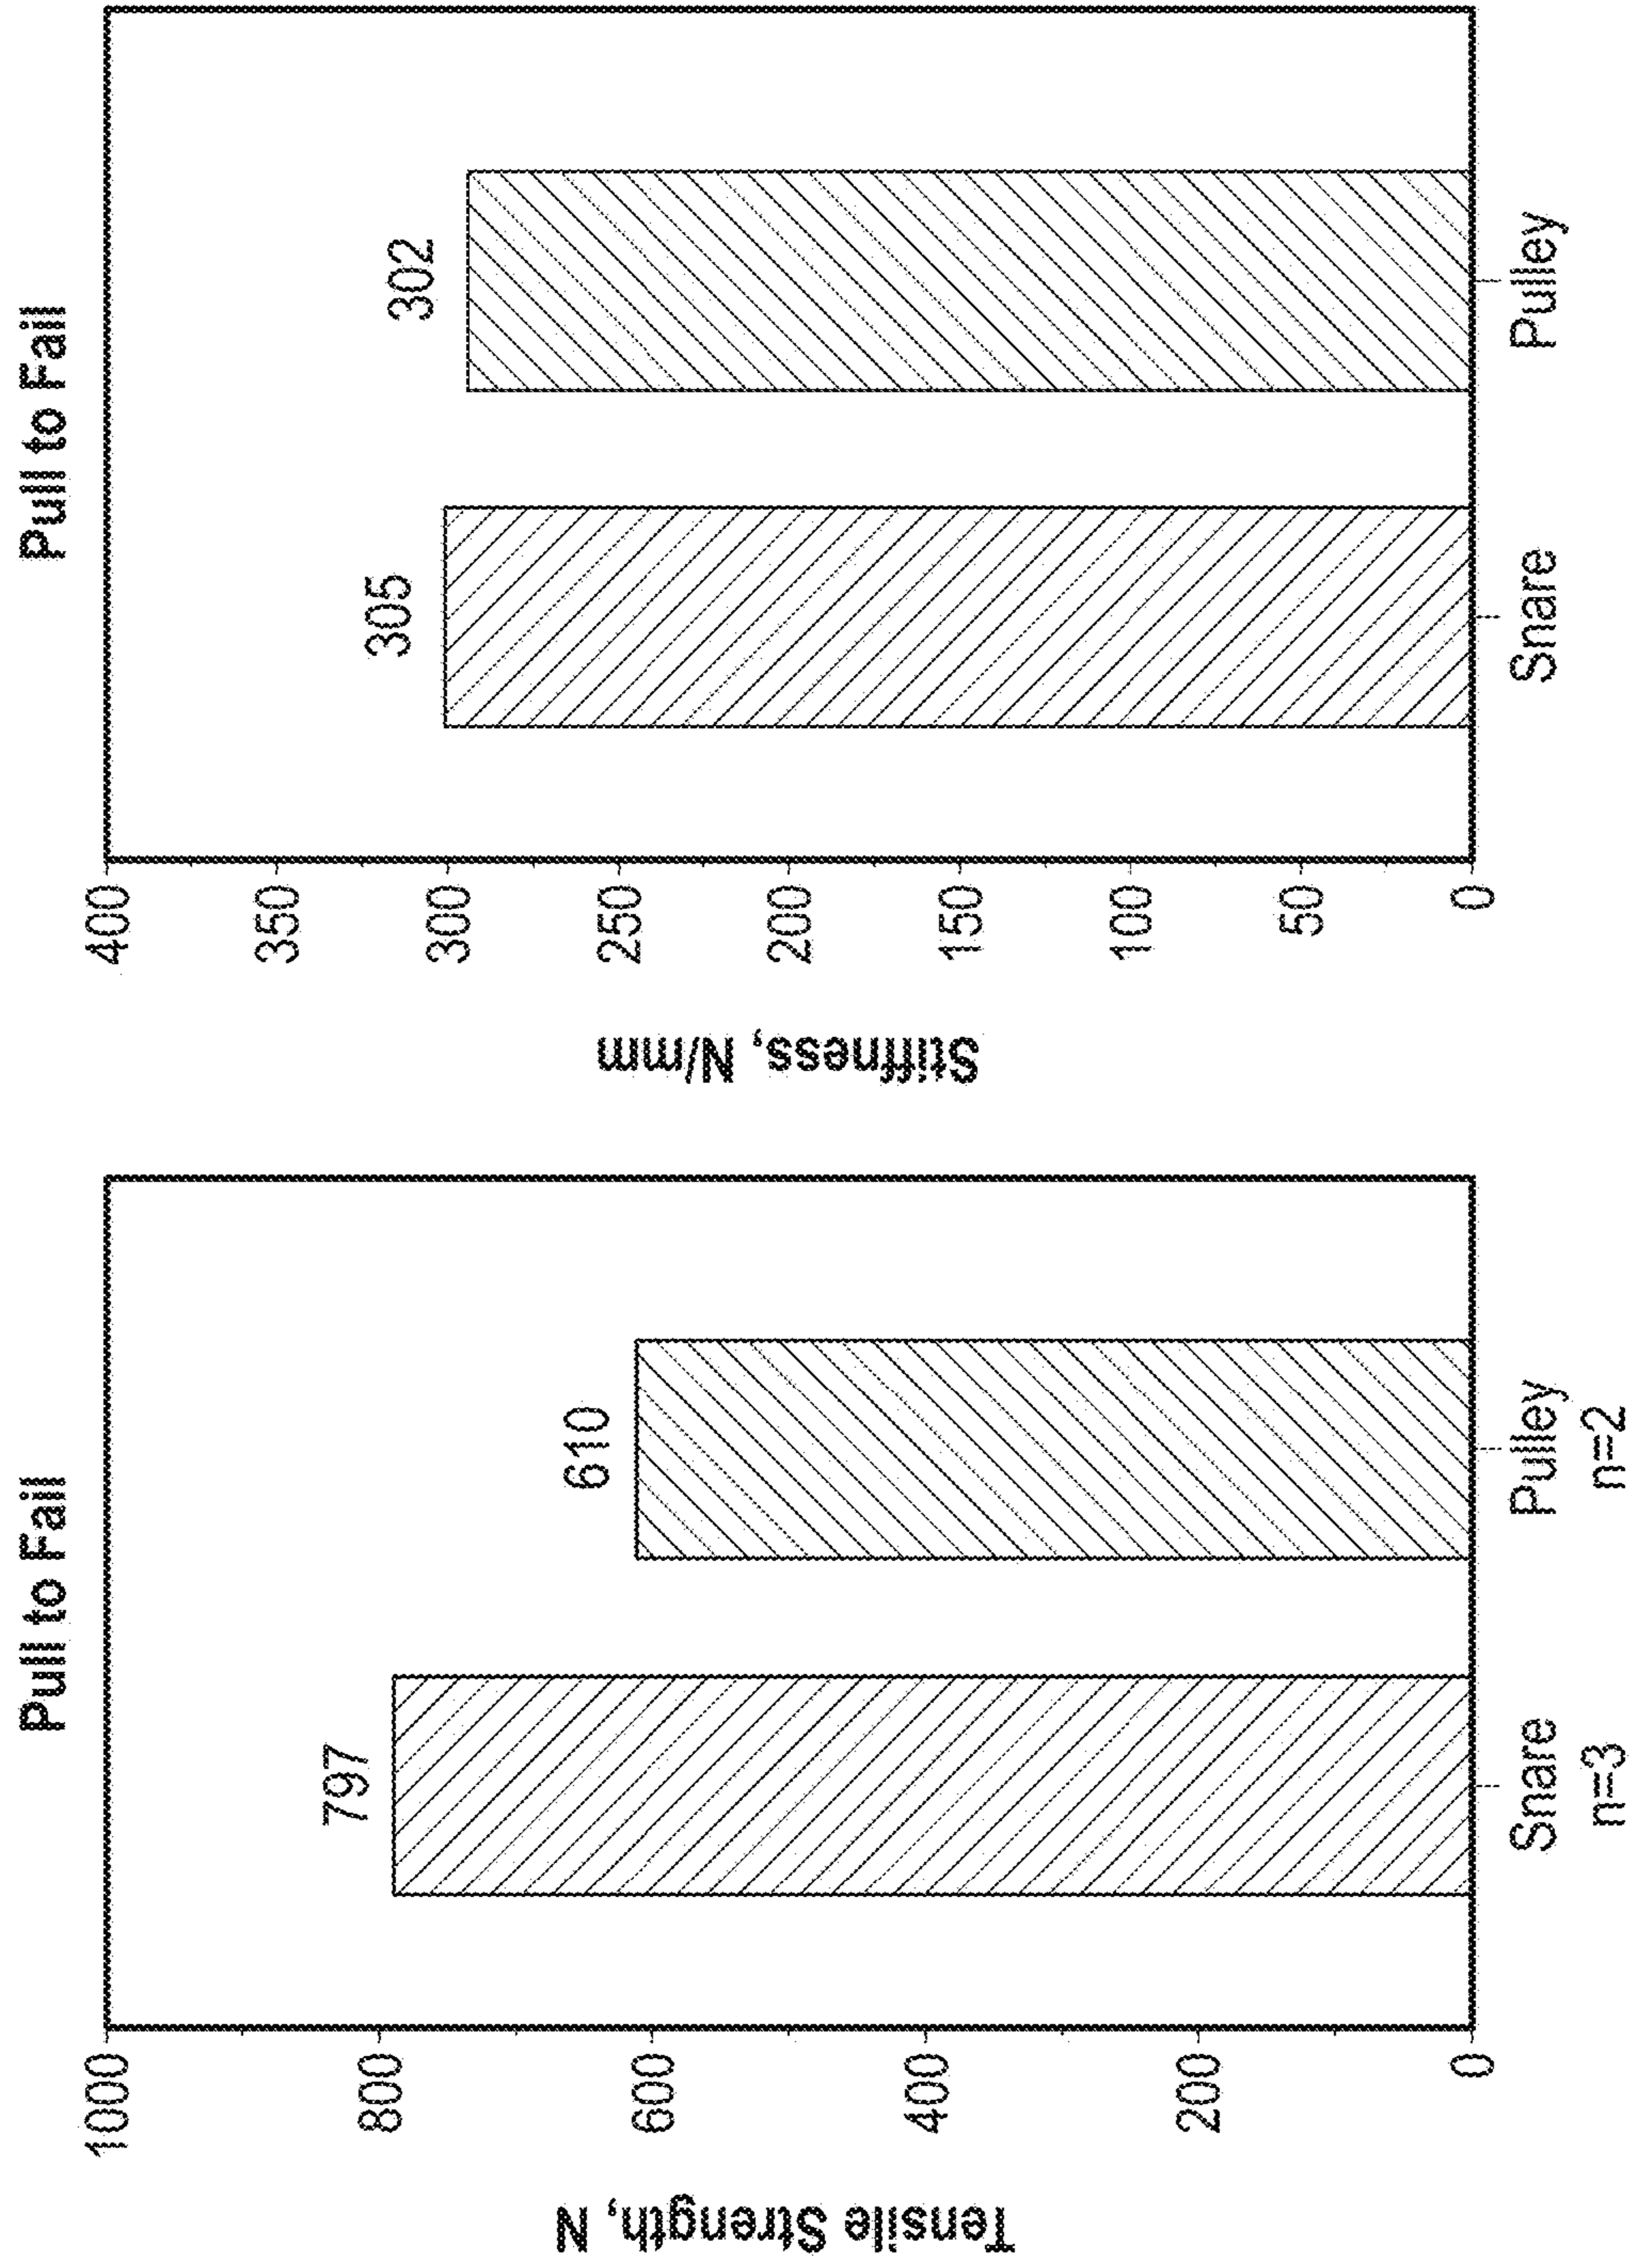 Pull to Fail
Tensile Strength, N
1000
800
600
400
200
0
797
610
Snare
n=3
Pulley
n=2
Pull to Fail
Stiffness, N/mm
400
350
300
250
200
150
100
50
0
305
302
Snare
Pulley